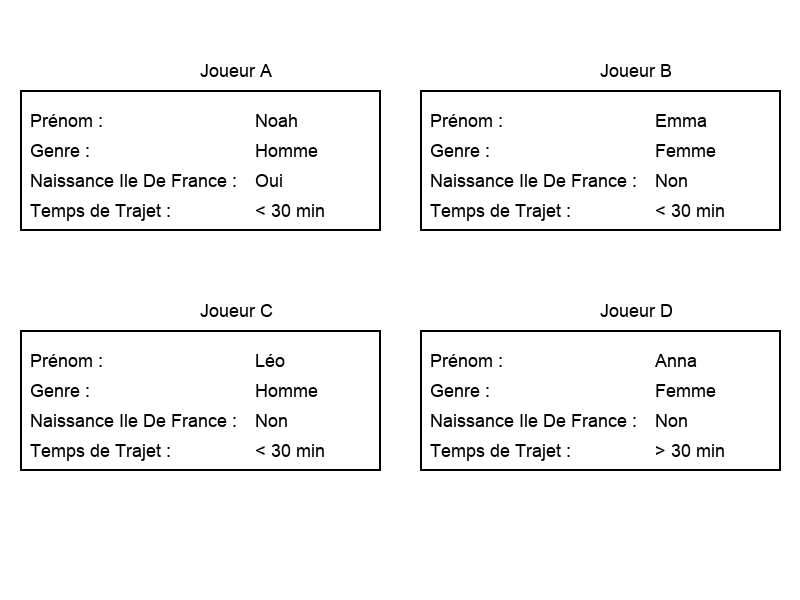 Joueur A
Prénom : Noah
Genre : Homme
Naissance Ile De France : Oui
Temps de Trajet : < 30 min
Joueur B
Prénom : Emma
Genre : Femme
Naissance Ile De France : Non
Temps de Trajet : < 30 min
Joueur C
Prénom : Léo
Genre : Homme
Naissance Ile De France : Non
Temps de Trajet : < 30 min
Joueur D
Prénom : Anna
Genre : Femme
Naissance Ile De France : Non
Temps de Trajet : > 30 min